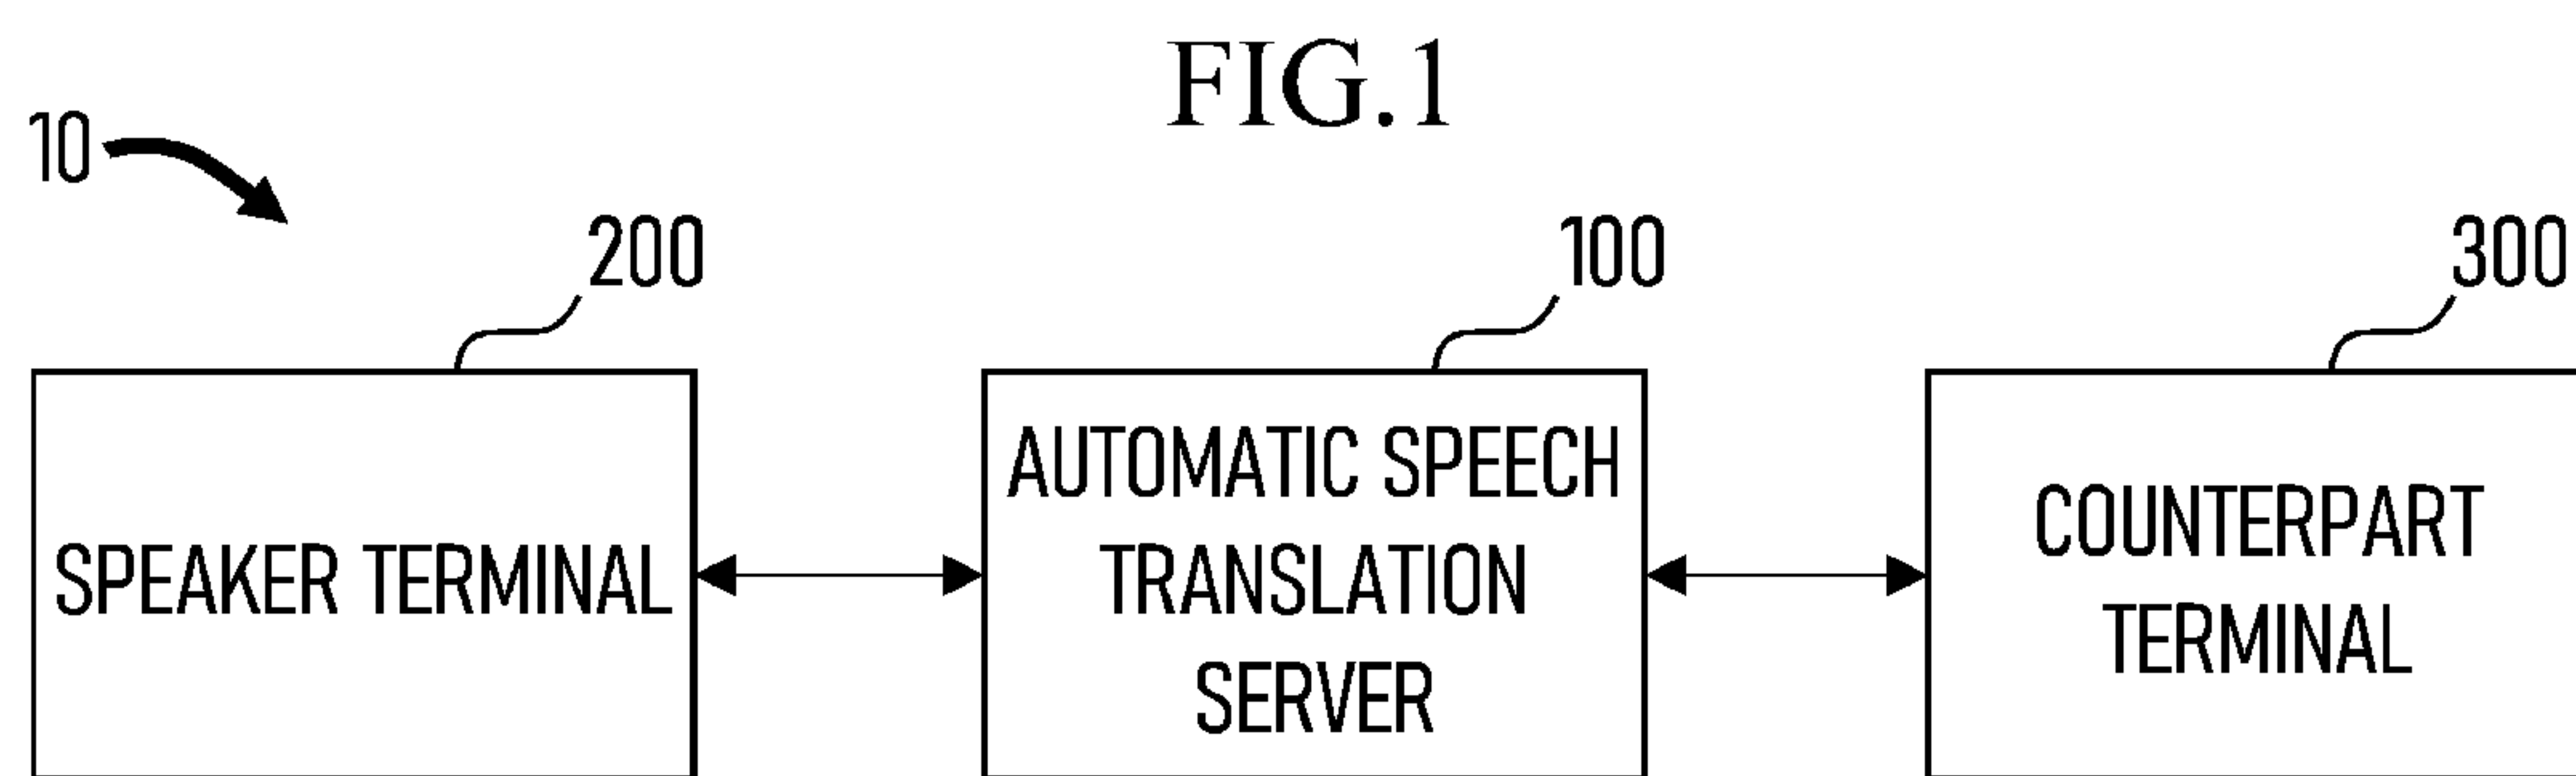 FIG.1
10
200
100
300
SPEAKER TERMINAL
AUTOMATIC SPEECH
TRANSLATION
SERVER
COUNTERPART
TERMINAL